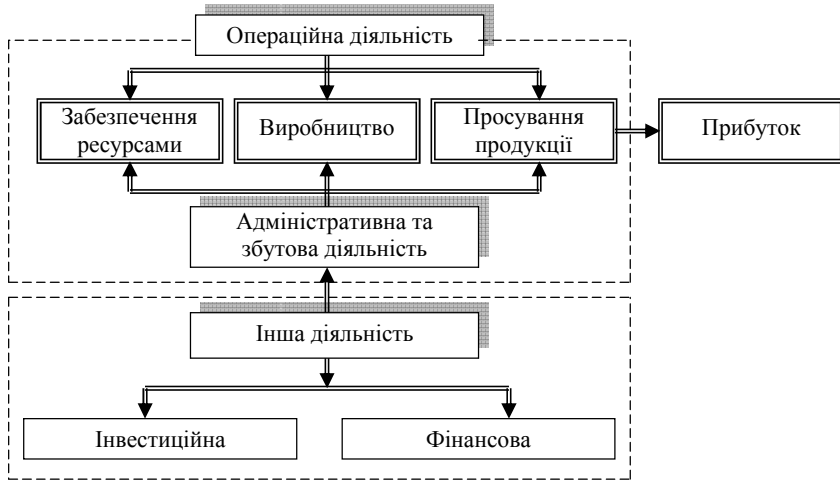 Операційна діяльність
Забезпечення
ресурсами
Виробництво
Просування
продукції
Прибуток
Адміністративна та
збутова діяльність
Інша діяльність
Інвестиційна
Фінансова